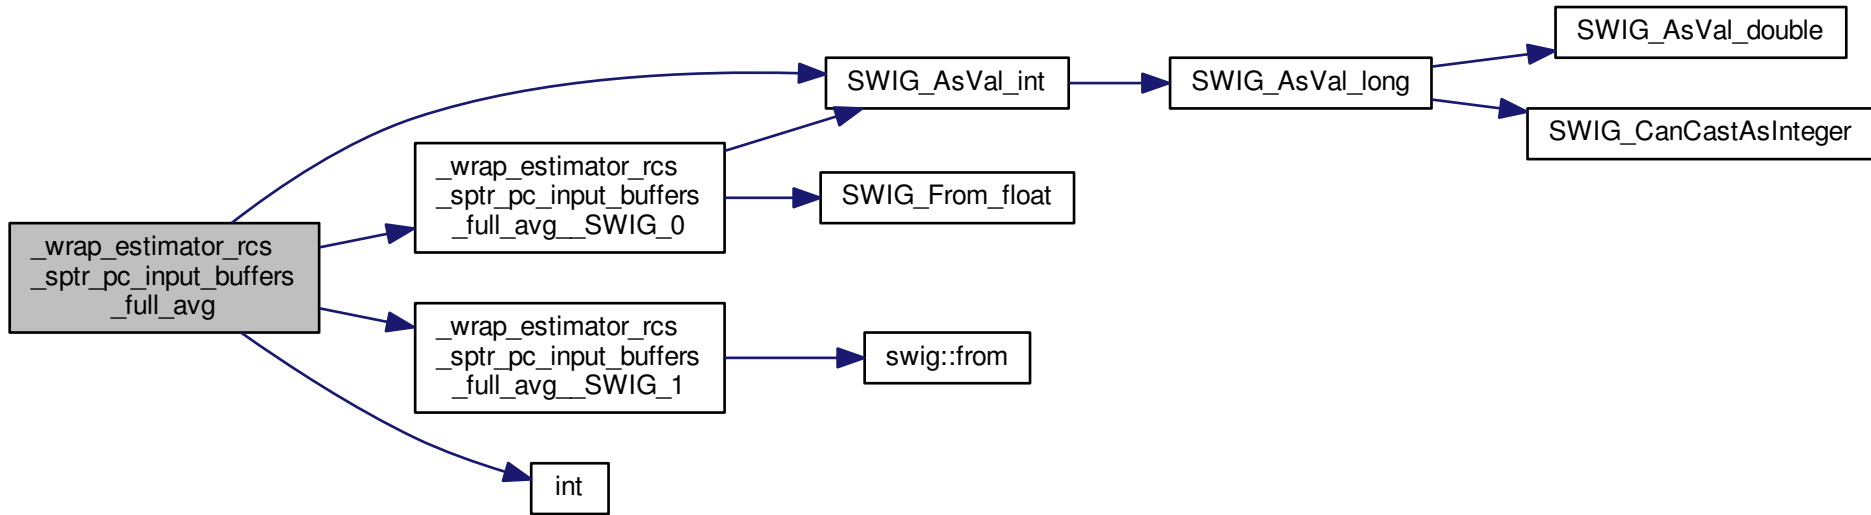 _wrap_estimator_rcs
_sptr_pc_input_buffers
_full_avg
_wrap_estimator_rcs
_sptr_pc_input_buffers
_full_avg__SWIG_0
_wrap_estimator_rcs
_sptr_pc_input_buffers
_full_avg__SWIG_1
int
SWIG_AsVal_int
SWIG_From_float
swig::from
SWIG_AsVal_long
SWIG_AsVal_double
SWIG_CanCastAsInteger